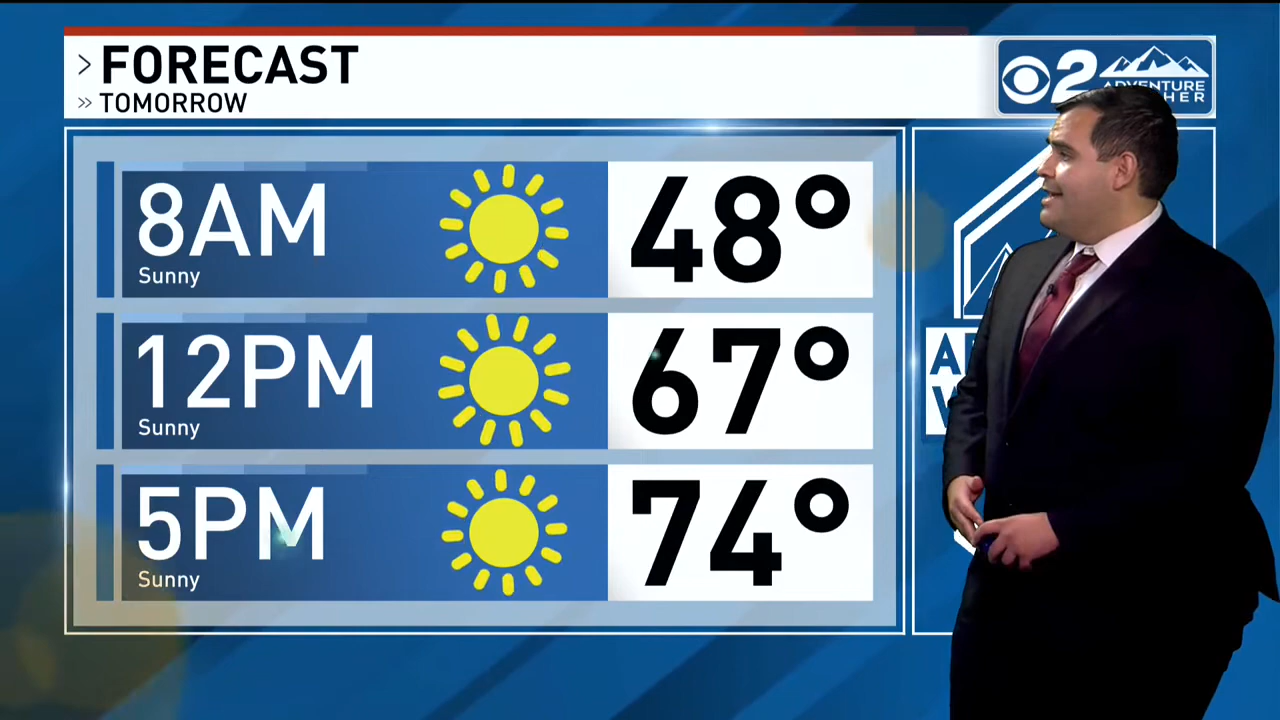 > FORECAST
» TOMORROW
2
ADVENTURE
8AM
Sunny
48°
12PM
Sunny
67°
5PM
Sunny
74°